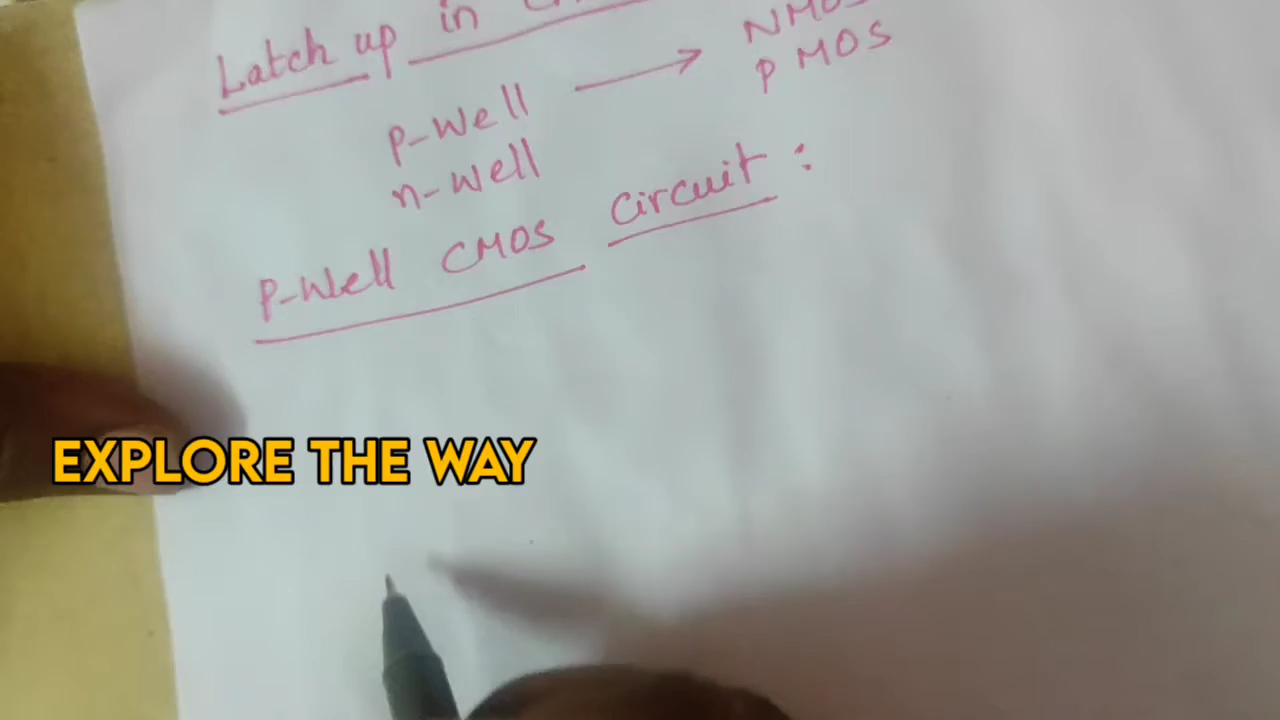 Latch up in
NMOS
p-well → PMOS
n-well
P-Well CMOS Circuit :
EXPLORE THE WAY